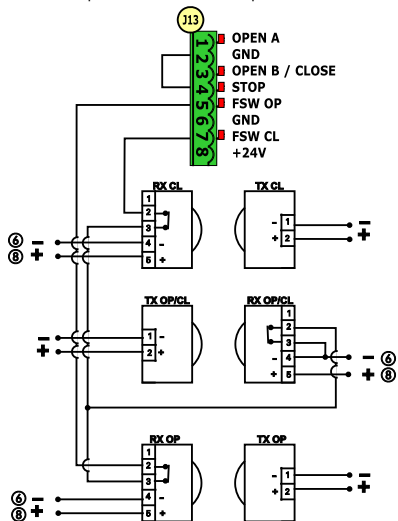 J13
1 OPEN A
2 GND
3 OPEN B / CLOSE
4 STOP
5 FSW OP
6 GND
7 FSW CL
8 +24V
RX CL
1
2
3
4 -
5 +
⑥ -
⑧ +
TX CL
- 1 -
+ 2 +
TX OP/CL
- 1 -
+ 2 +
RX OP/CL
1
2
3
- 4 - ⑥
+ 5 + ⑧
RX OP
1
2
3
⑥ - 4 -
⑧ + 5 +
TX OP
- 1 -
+ 2 +